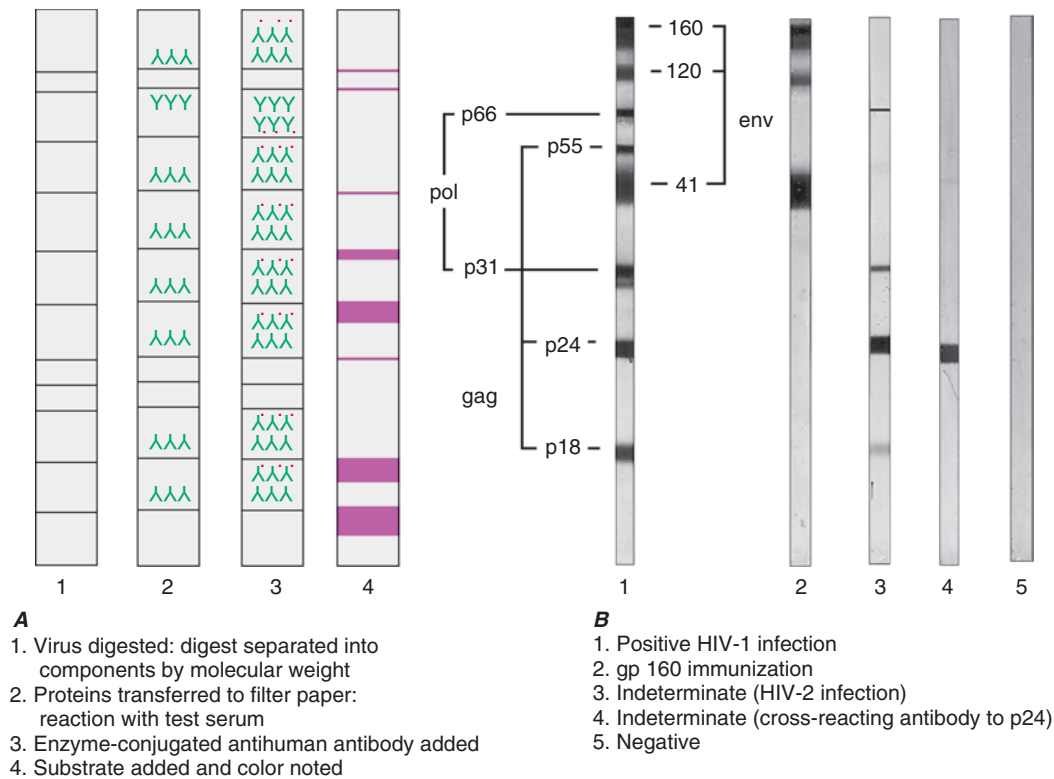 160
120
env
p66
p55
41
pol
p31
p24
gag
p18
1
2
3
4
1
2
3
4
5
A
1. Virus digested: digest separated into
components by molecular weight
2. Proteins transferred to filter paper:
reaction with test serum
3. Enzyme-conjugated antihuman antibody added
4. Substrate added and color noted
B
1. Positive HIV-1 infection
2. gp 160 immunization
3. Indeterminate (HIV-2 infection)
4. Indeterminate (cross-reacting antibody to p24)
5. Negative